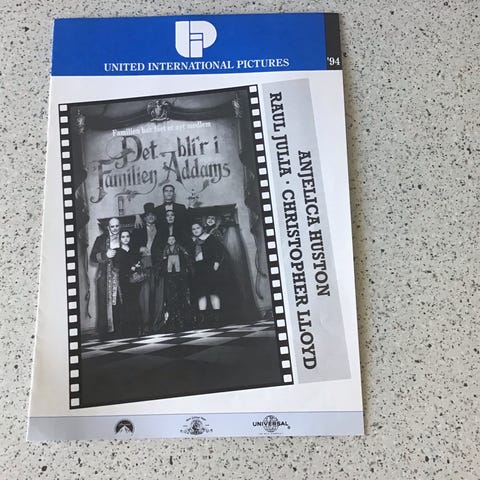 UNITED INTERNATIONAL PICTURES
'94
Familien har fået et nyt medlem
Det bli'r i
Familien Addams
ANJELICA HUSTON
RAUL JULIA · CHRISTOPHER LLOYD
UNIVERSAL